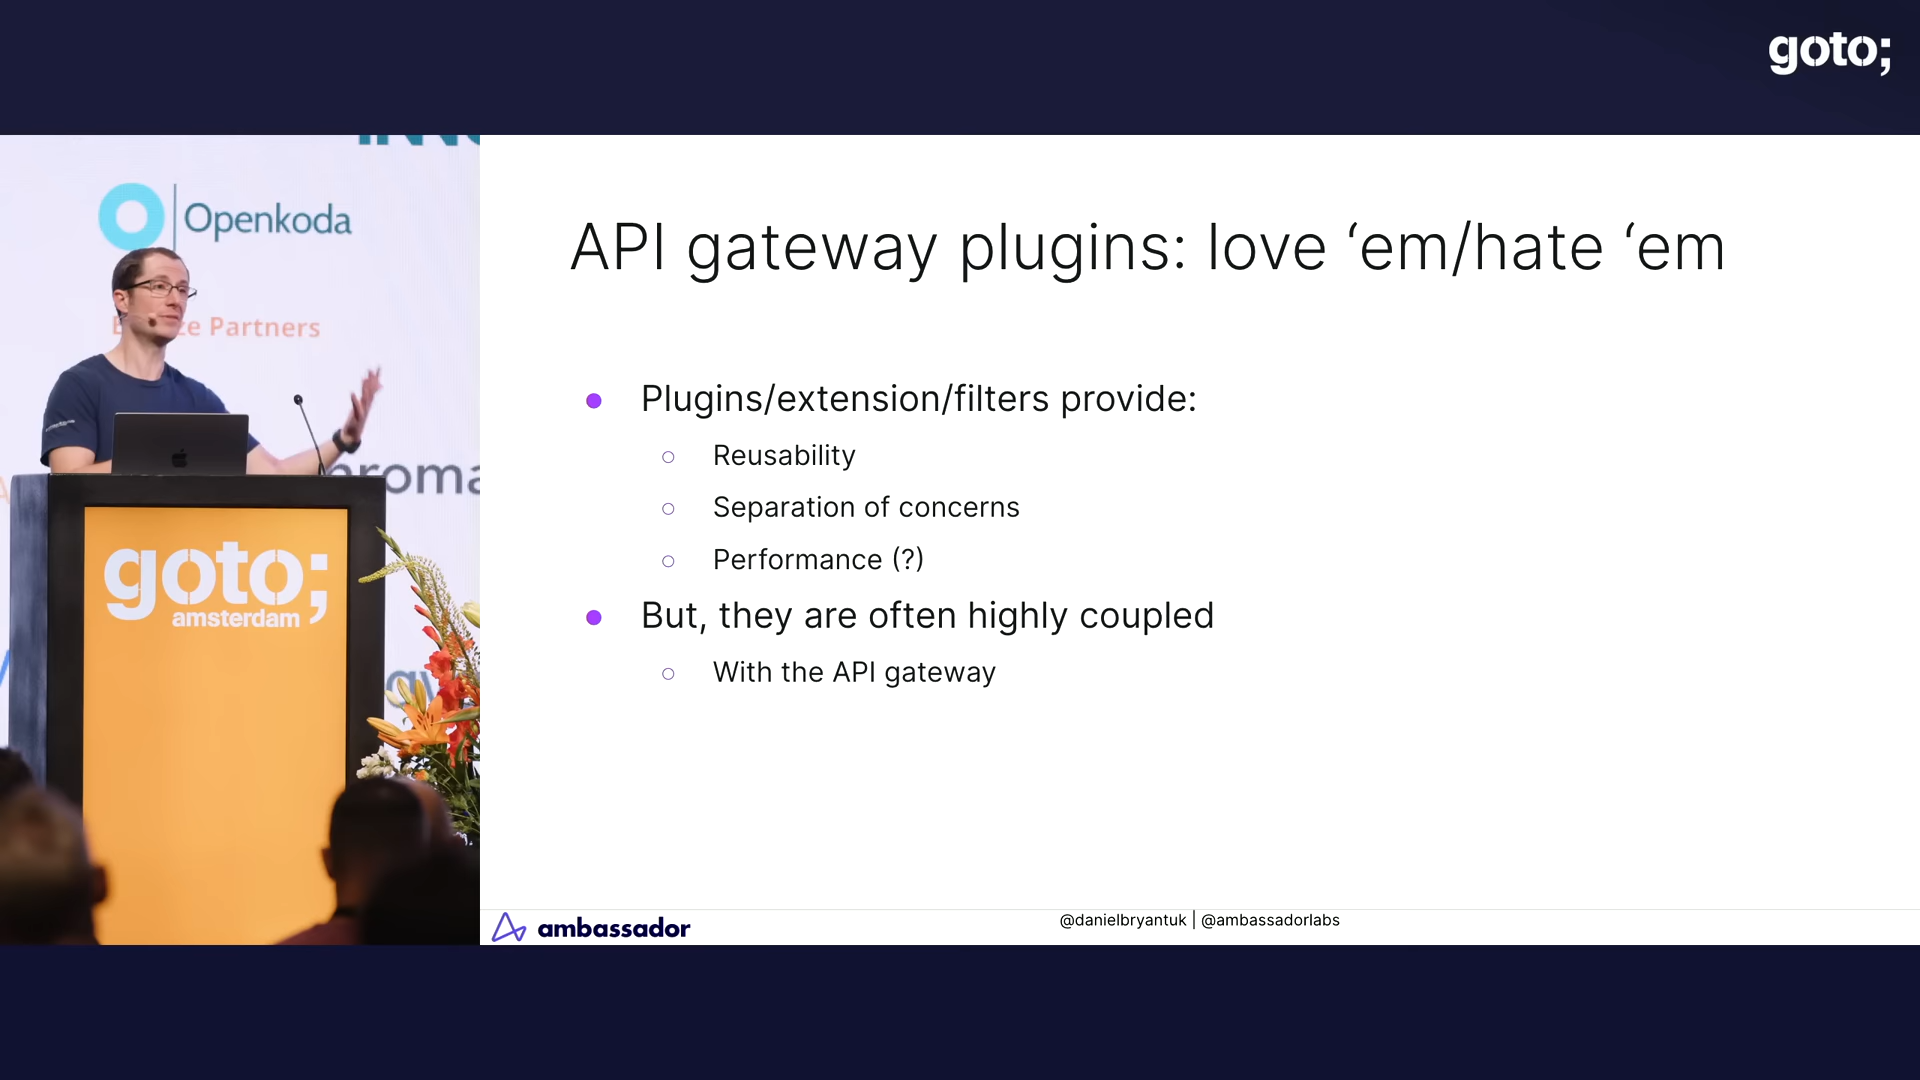 goto;
Openkoda
Partners
goto;
amsterdam
API gateway plugins: love ‘em/hate ‘em
Plugins/extension/filters provide:
Reusability
Separation of concerns
Performance (?)
But, they are often highly coupled
With the API gateway
ambassador
@danielbryantuk | @ambassadorlabs